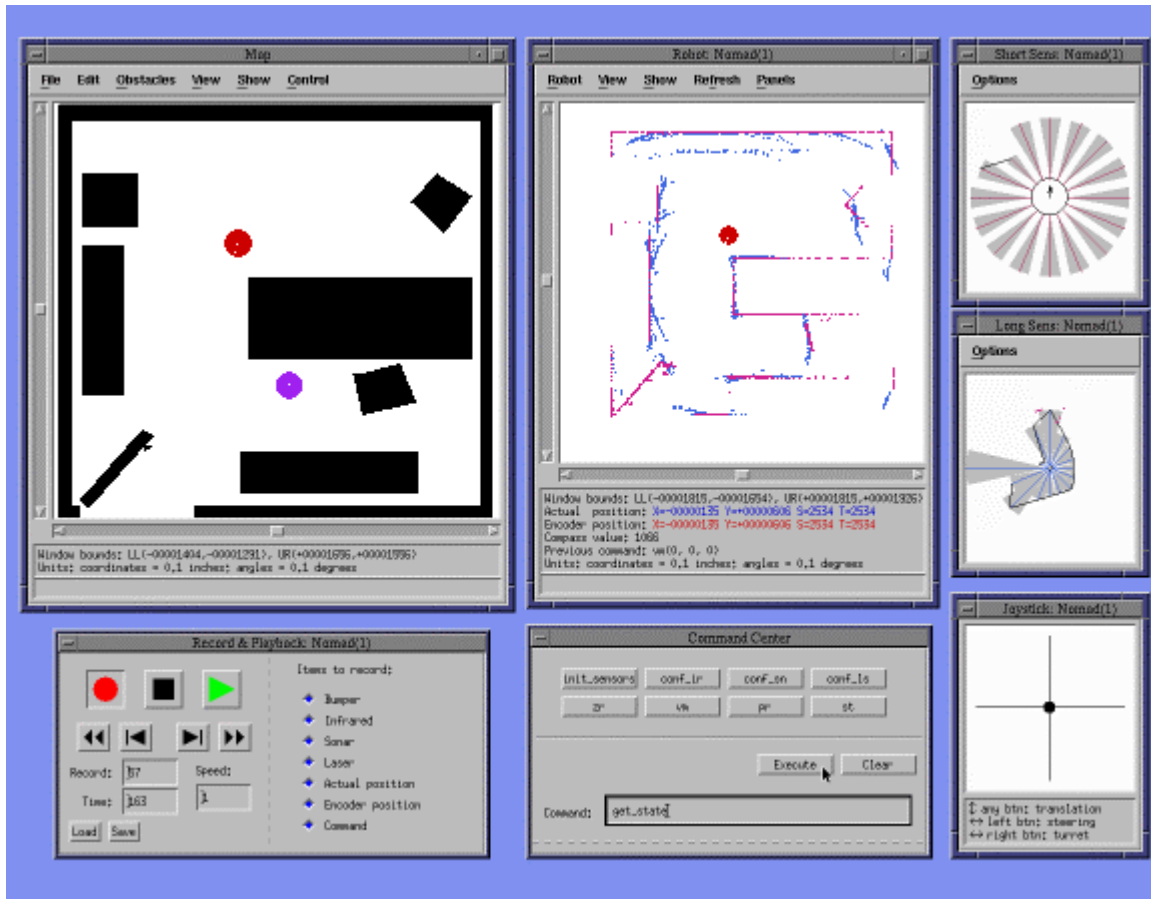 Map
File Edit Obstacles View Show Control
Window bounds: LL(-00001404,-00001291), UR(+00001696,+00001556)
Units: coordinates = 0.1 inches; angles = 0.1 degrees
Robot: Nomad(1)
Robot View Show Refresh Panels
Window bounds: LL(-00001815,-00001654), UR(+00001815,+00001926)
Actual position: X=-00000135 Y=+00000606 S=2534 T=2534
Encoder position: X=-00000135 Y=+00000606 S=2534 T=2534
Compass value: 1066
Previous command: vm(0, 0, 0)
Units: coordinates = 0.1 inches; angles = 0.1 degrees
Short Sens: Nomad(1)
Options
Long Sens: Nomad(1)
Options
Record & Playback: Nomad(1)
Items to record:
Bumper
Infrared
Sonar
Laser
Actual position
Encoder position
Command
Record: 57
Speed: 1
Time: 163
Load Save
Command Center
init_sensors conf_ir conf_sn conf_ls
zr vm pr st
Execute Clear
Command: get_state
Joystick: Nomad(1)
↕ any btn: translation
↔ left btn: steering
↔ right btn: turret